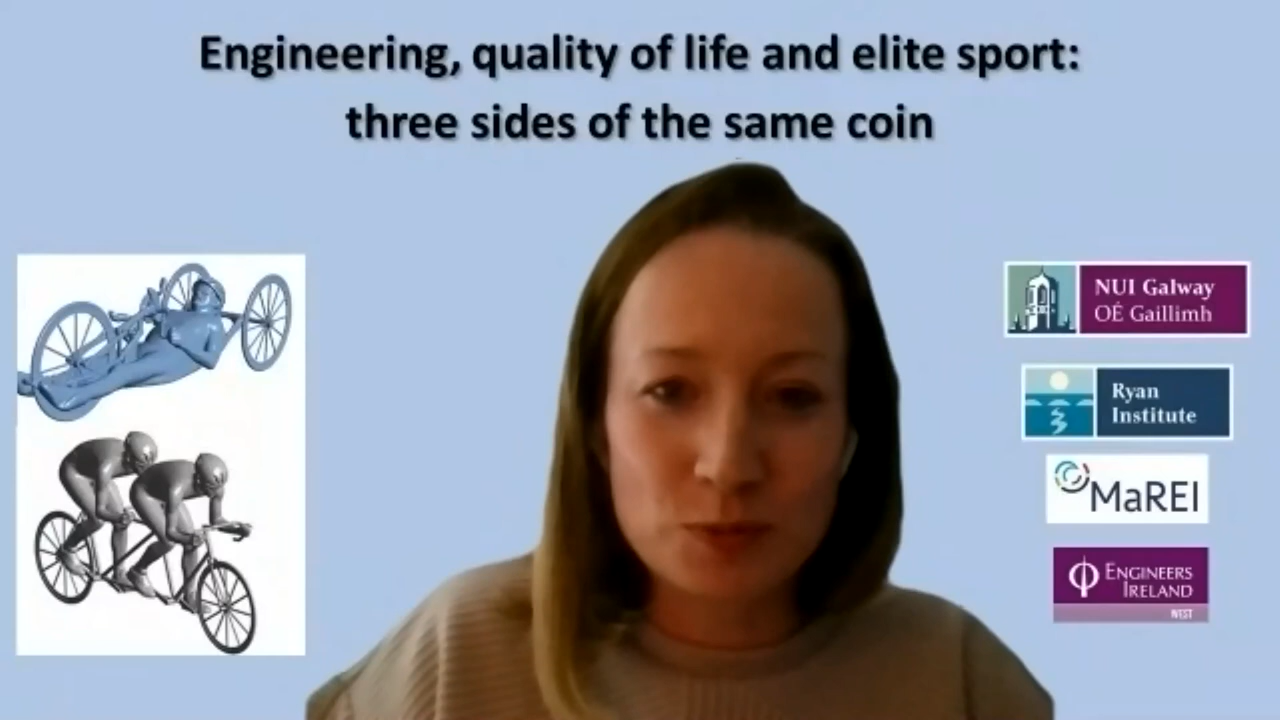 Engineering, quality of life and elite sport:
three sides of the same coin
NUI Galway
OÉ Gaillimh
Ryan
Institute
MaREI
ENGINEERS
IRELAND
WEST